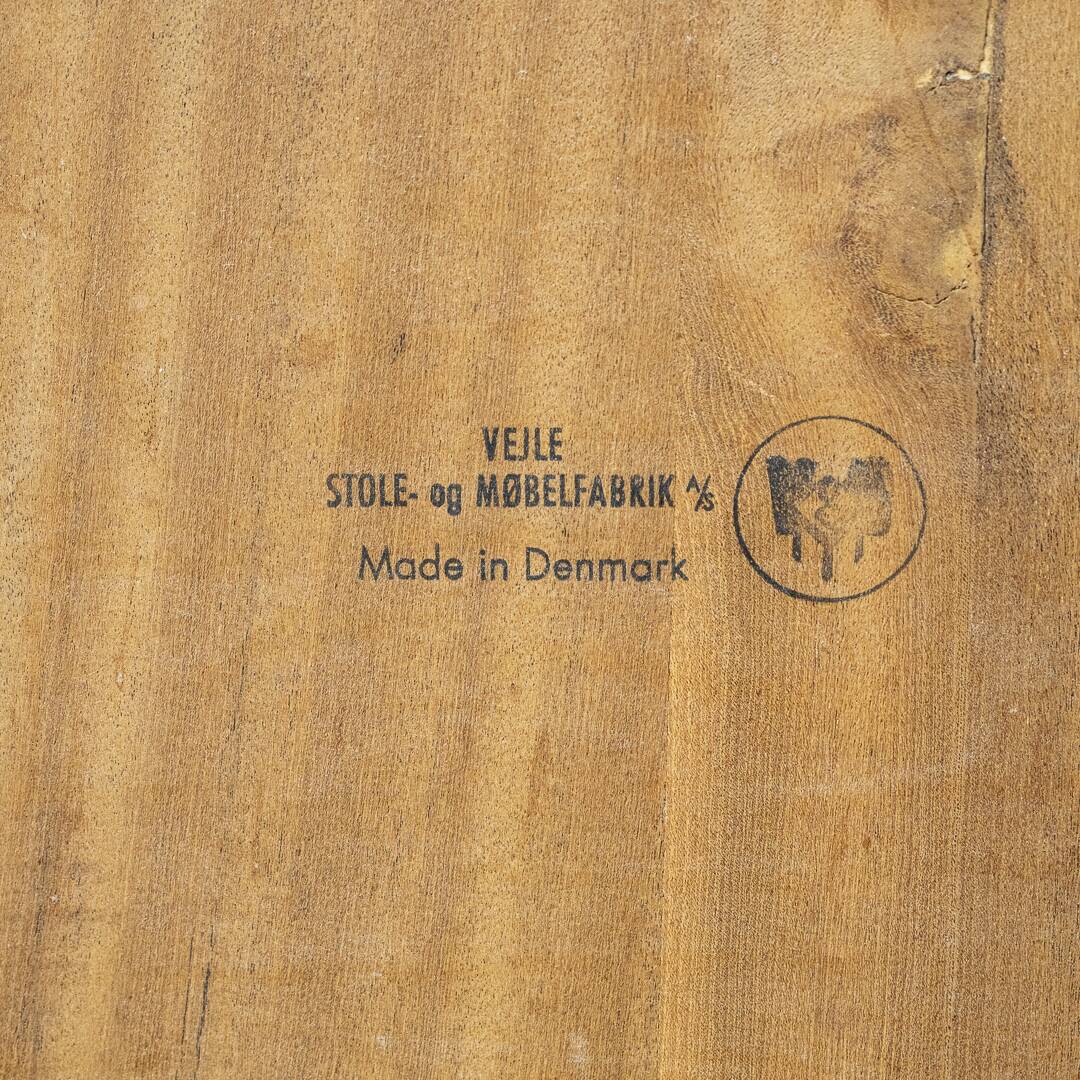 VEJLE
STOLE- og MØBELFABRIK A/S
Made in Denmark